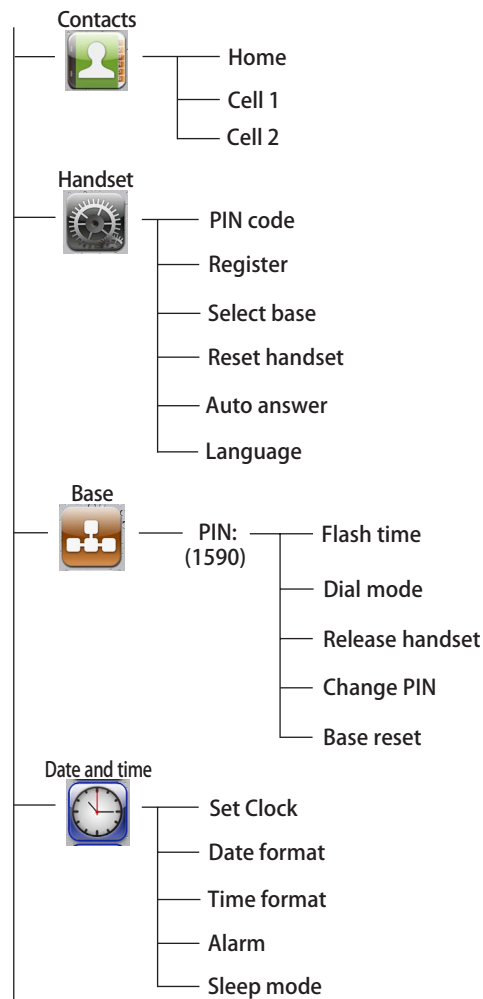 Contacts
Home
Cell 1
Cell 2
Handset
PIN code
Register
Select base
Reset handset
Auto answer
Language
Base
PIN:
(1590)
Flash time
Dial mode
Release handset
Change PIN
Base reset
Date and time
Set Clock
Date format
Time format
Alarm
Sleep mode